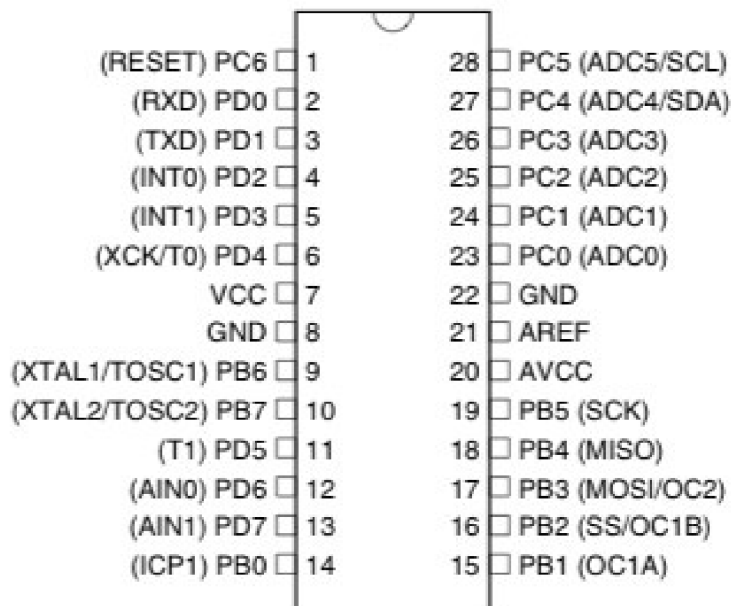 (RESET) PC6 1 28 PC5 (ADC5/SCL)
(RXD) PD0 2 27 PC4 (ADC4/SDA)
(TXD) PD1 3 26 PC3 (ADC3)
(INT0) PD2 4 25 PC2 (ADC2)
(INT1) PD3 5 24 PC1 (ADC1)
(XCK/T0) PD4 6 23 PC0 (ADC0)
VCC 7 22 GND
GND 8 21 AREF
(XTAL1/TOSC1) PB6 9 20 AVCC
(XTAL2/TOSC2) PB7 10 19 PB5 (SCK)
(T1) PD5 11 18 PB4 (MISO)
(AIN0) PD6 12 17 PB3 (MOSI/OC2)
(AIN1) PD7 13 16 PB2 (SS/OC1B)
(ICP1) PB0 14 15 PB1 (OC1A)